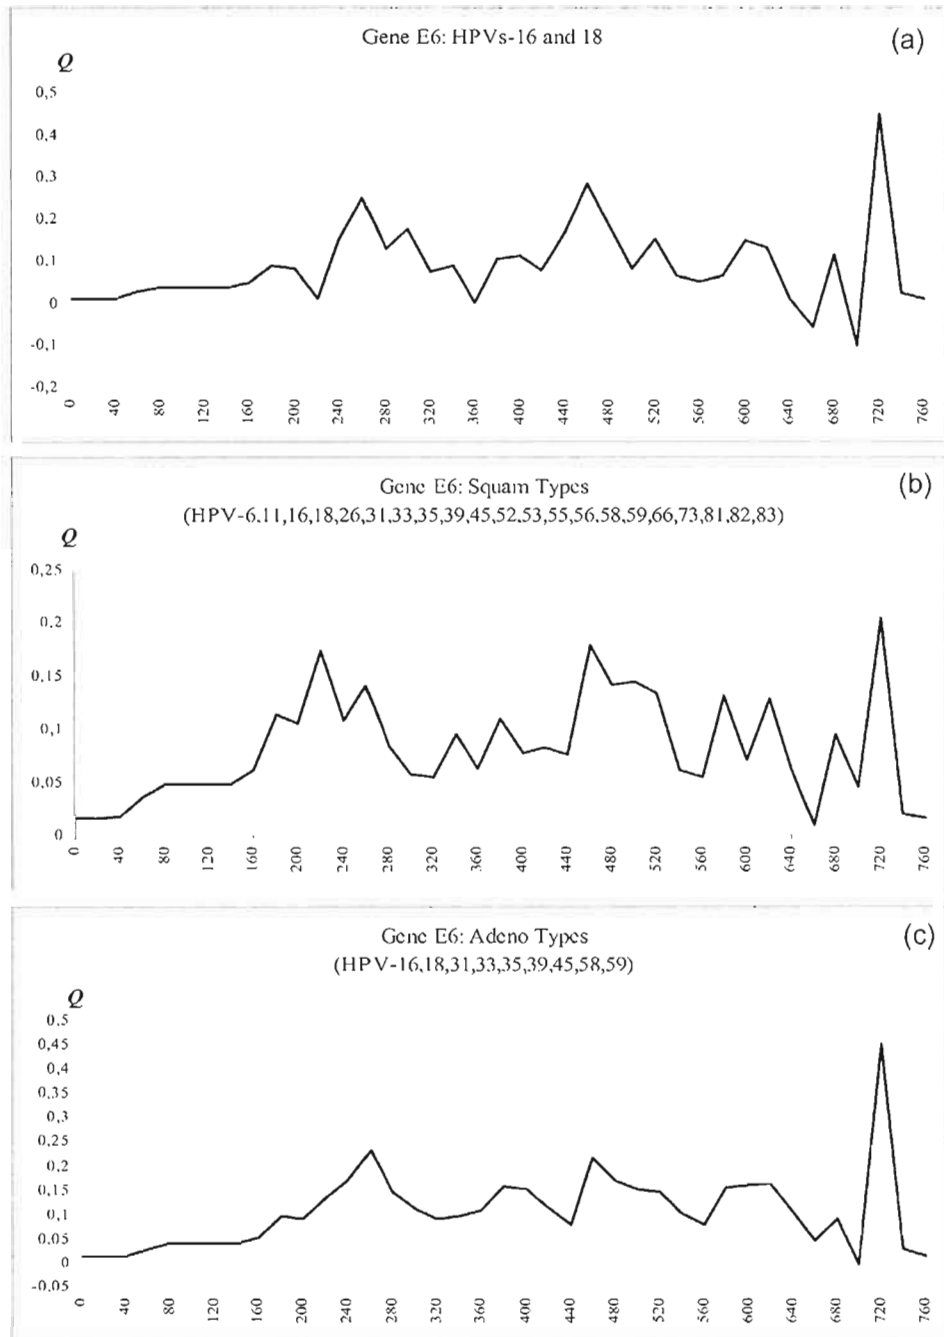 Gene E6: HPVs-16 and 18
(a)
Q
0,5
0,4
0.3
0.2
0.1
0
-0,1
-0,2
0 40 80 120 160 200 240 280 320 360 400 440 480 520 560 600 640 680 720 760
Gene E6: Squam Types
(b)
(HPV-6.11,16,18,26,31,33,35,39,45,52,53,55,56.58,59,66,73,81,82,83)
Q
0,25
0,2
0,15
0,1
0,05
0
0 40 80 120 160 200 240 280 320 360 400 440 480 520 560 600 640 680 720 760
Gene E6: Adeno Types
(c)
(HPV-16,18,31,33,35,39,45,58,59)
Q
0,5
0,45
0,4
0,35
0,3
0,25
0,2
0,15
0,1
0.05
0
-0.05
0 40 80 120 160 200 240 280 320 360 400 440 480 520 560 600 640 680 720 760